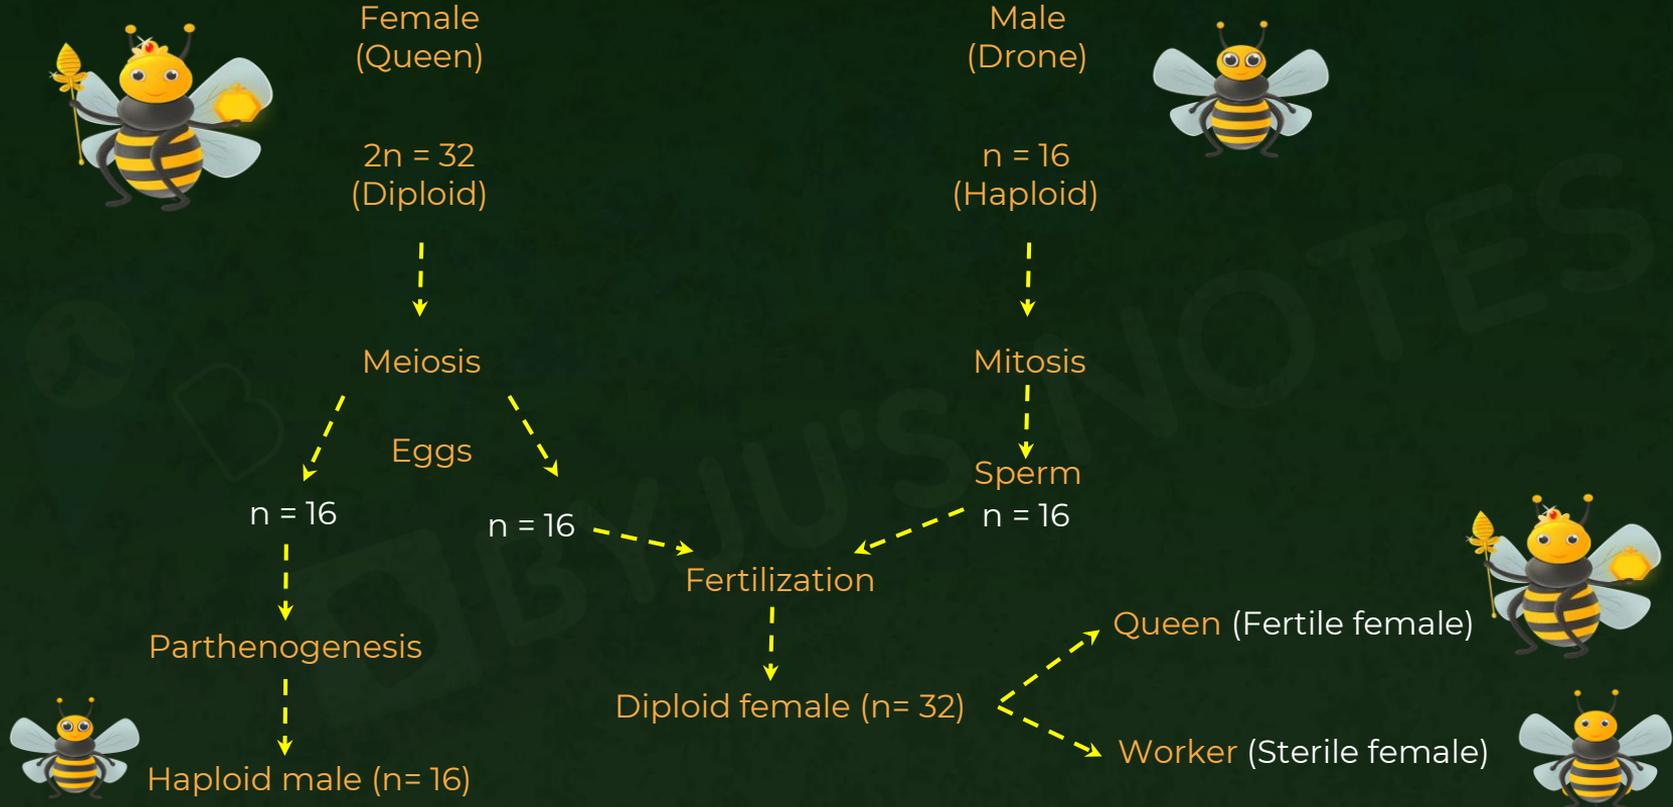 Female
(Queen)
Male
(Drone)
2n = 32
(Diploid)
n = 16
(Haploid)
Meiosis
Mitosis
Eggs
Sperm
n = 16
n = 16
n = 16
Fertilization
Parthenogenesis
Queen (Fertile female)
Diploid female (n= 32)
Worker (Sterile female)
Haploid male (n= 16)
BYJU'S NOTES